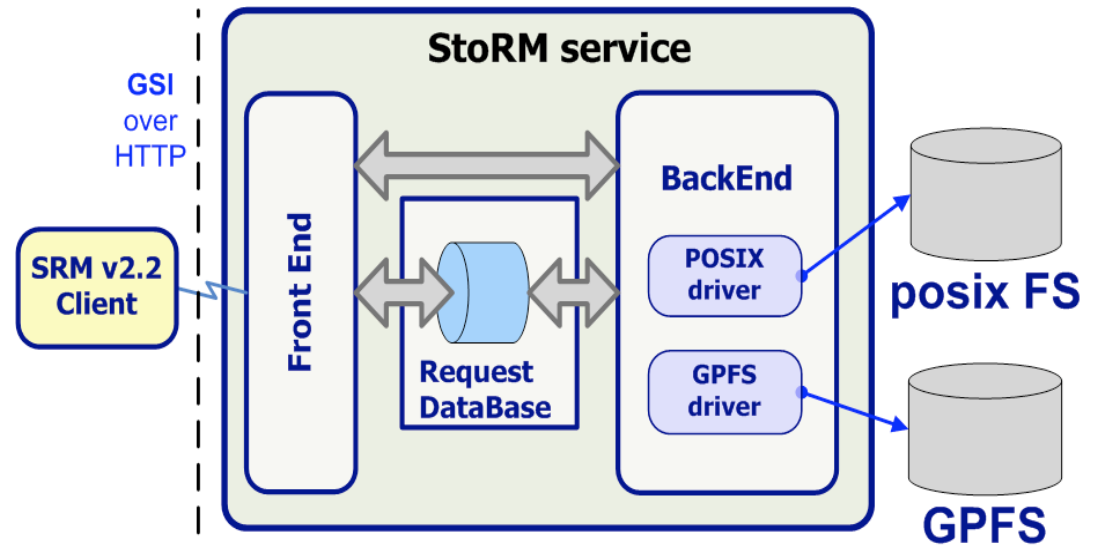 StoRM service
GSI
over
HTTP
SRM v2.2
Client
Front End
Request
DataBase
BackEnd
POSIX
driver
GPFS
driver
posix FS
GPFS